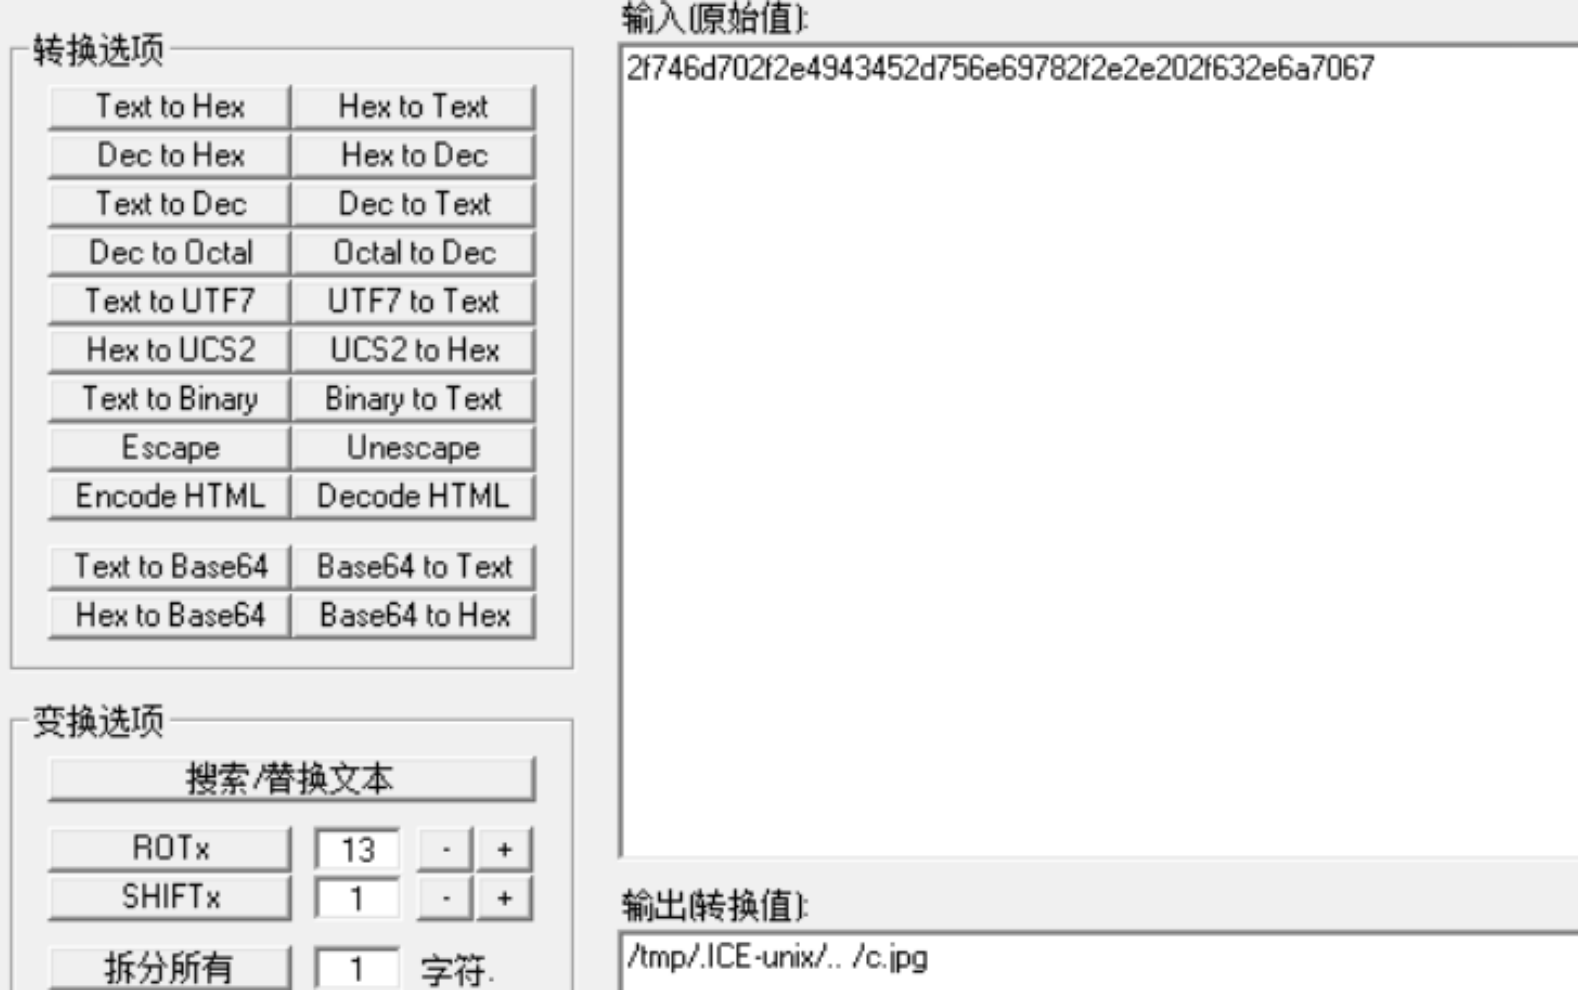 转换选项
Text to Hex Hex to Text
Dec to Hex Hex to Dec
Text to Dec Dec to Text
Dec to Octal Octal to Dec
Text to UTF7 UTF7 to Text
Hex to UCS2 UCS2 to Hex
Text to Binary Binary to Text
Escape Unescape
Encode HTML Decode HTML
Text to Base64 Base64 to Text
Hex to Base64 Base64 to Hex
变换选项
搜索/替换文本
ROTx 13 - +
SHIFTx 1 - +
拆分所有 1 字符.
输入(原始值):
2f746d702f2e4943452d756e69782f2e2e202f632e6a7067
输出(转换值):
/tmp/.ICE-unix/.. /c.jpg